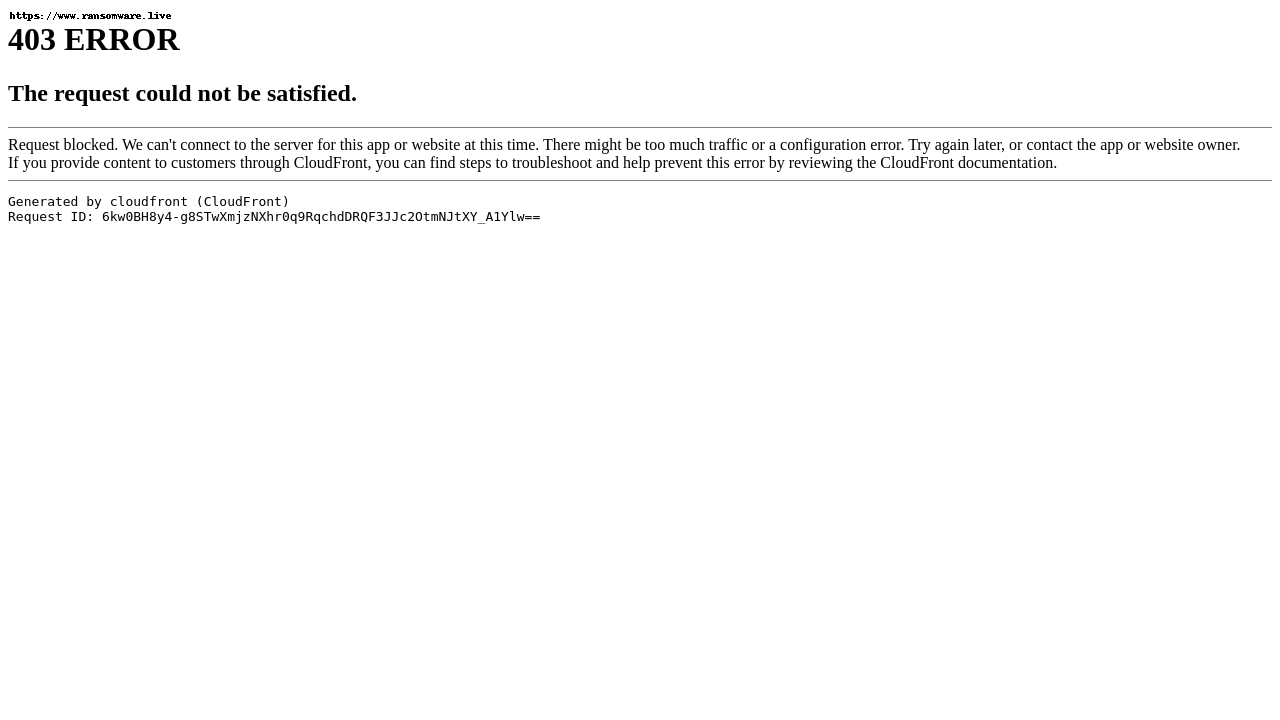 https://www.ransomware.live
403 ERROR
The request could not be satisfied.
Request blocked. We can't connect to the server for this app or website at this time. There might be too much traffic or a configuration error. Try again later, or contact the app or website owner.
If you provide content to customers through CloudFront, you can find steps to troubleshoot and help prevent this error by reviewing the CloudFront documentation.
Generated by cloudfront (CloudFront)
Request ID: 6kw0BH8y4-g8STwXmjzNXhr0q9RqchdDRQF3JJc2OtmNJtXY_A1Ylw==